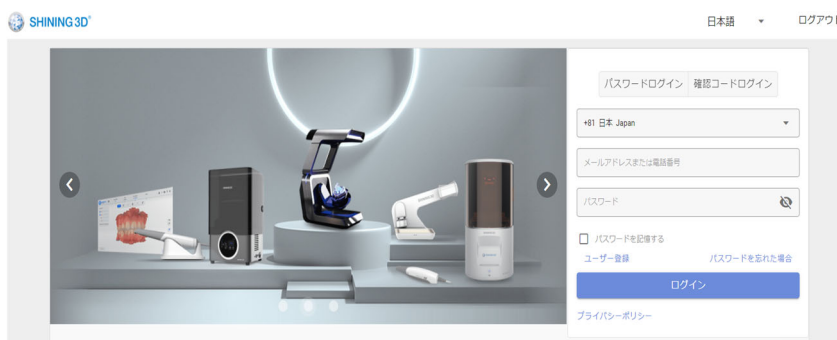 SHINING 3D®
日本語
ログアウト
パスワードログイン
確認コードログイン
+81 日本 Japan
メールアドレスまたは電話番号
パスワード
パスワードを記憶する
ユーザー登録
パスワードを忘れた場合
ログイン
プライバシーポリシー